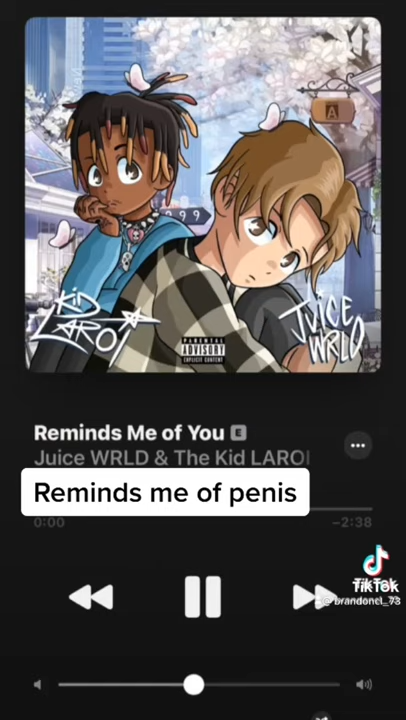 A
999
KID
LAROI
JUICE
WRLD
PARENTAL
ADVISORY
EXPLICIT CONTENT
Reminds Me of You E
Juice WRLD & The Kid LAROI
Reminds me of penis
0:00 −2:38
TikTok